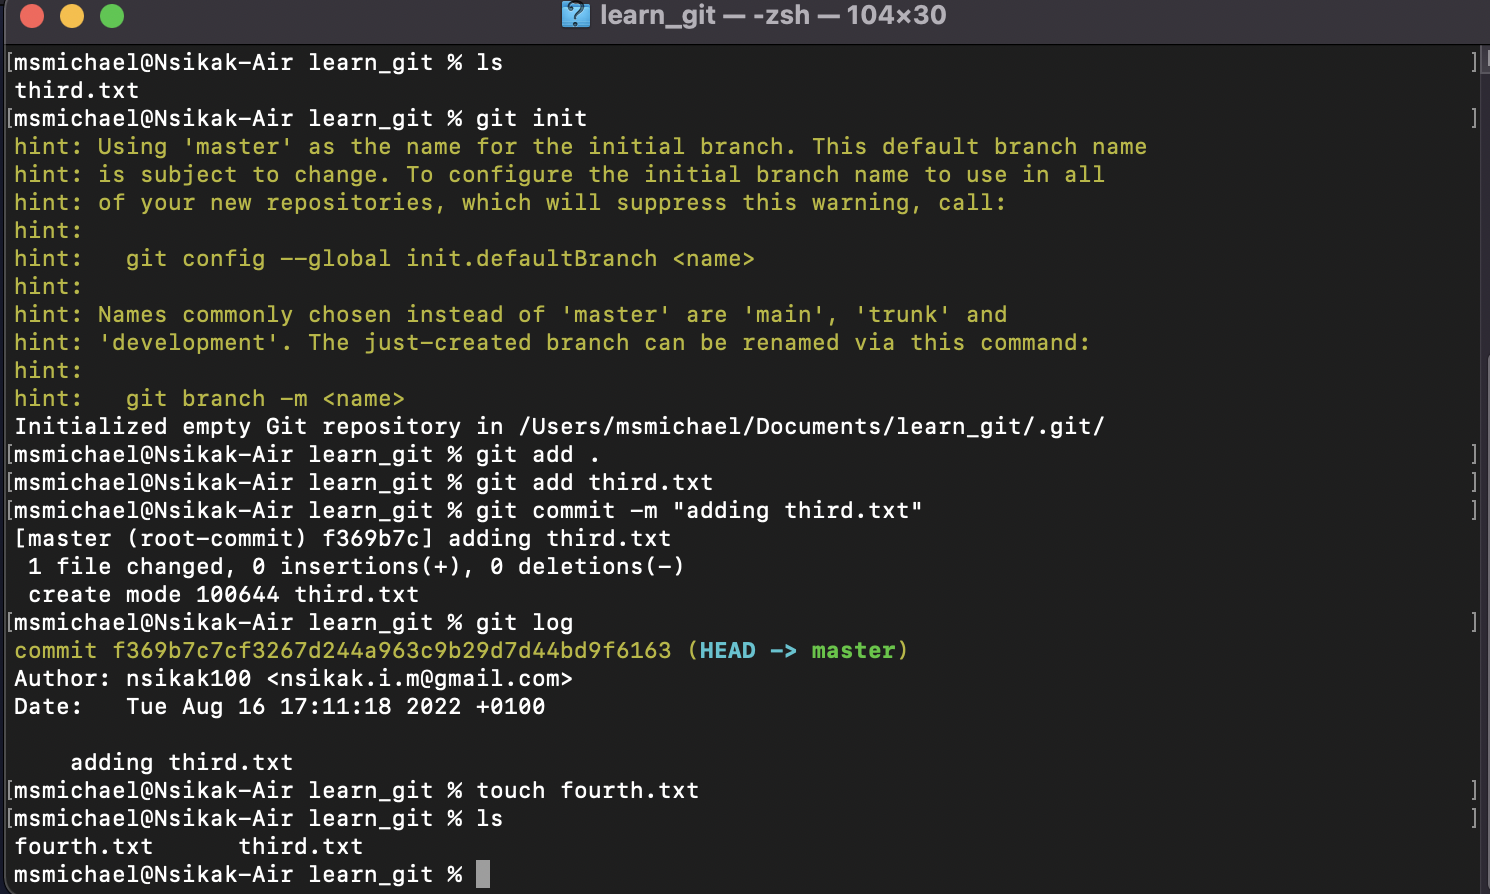 learn_git — -zsh — 104×30
[msmichael@Nsikak-Air learn_git % ls ]
third.txt
[msmichael@Nsikak-Air learn_git % git init ]
hint: Using 'master' as the name for the initial branch. This default branch name
hint: is subject to change. To configure the initial branch name to use in all
hint: of your new repositories, which will suppress this warning, call:
hint:
hint:   git config --global init.defaultBranch <name>
hint:
hint: Names commonly chosen instead of 'master' are 'main', 'trunk' and
hint: 'development'. The just-created branch can be renamed via this command:
hint:
hint:   git branch -m <name>
Initialized empty Git repository in /Users/msmichael/Documents/learn_git/.git/
[msmichael@Nsikak-Air learn_git % git add . ]
[msmichael@Nsikak-Air learn_git % git add third.txt ]
[msmichael@Nsikak-Air learn_git % git commit -m "adding third.txt" ]
[master (root-commit) f369b7c] adding third.txt
 1 file changed, 0 insertions(+), 0 deletions(-)
 create mode 100644 third.txt
[msmichael@Nsikak-Air learn_git % git log ]
commit f369b7c7cf3267d244a963c9b29d7d44bd9f6163 (HEAD -> master)
Author: nsikak100 <nsikak.i.m@gmail.com>
Date:   Tue Aug 16 17:11:18 2022 +0100

    adding third.txt
[msmichael@Nsikak-Air learn_git % touch fourth.txt ]
[msmichael@Nsikak-Air learn_git % ls ]
fourth.txt      third.txt
msmichael@Nsikak-Air learn_git %